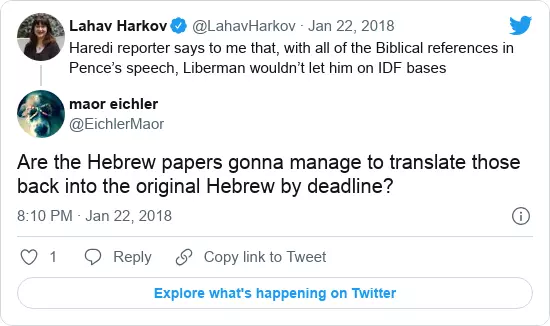 Lahav Harkov @LahavHarkov · Jan 22, 2018
Haredi reporter says to me that, with all of the Biblical references in
Pence’s speech, Liberman wouldn’t let him on IDF bases
maor eichler
@EichlerMaor
Are the Hebrew papers gonna manage to translate those
back into the original Hebrew by deadline?
8:10 PM · Jan 22, 2018
1 Reply Copy link to Tweet
Explore what's happening on Twitter